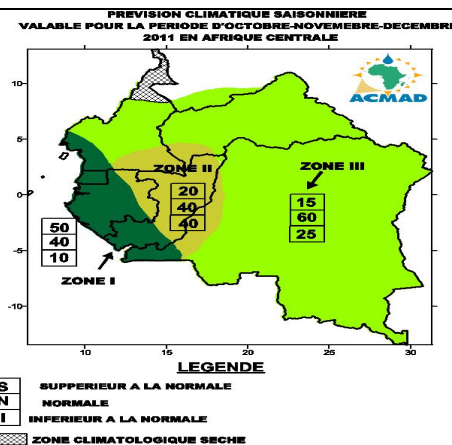 PREVISION CLIMATIQUE SAISONNIERE
VALABLE POUR LA PERIODE D'OCTOBRE-NOVEMEBRE-DECEMBRE
2011 EN AFRIQUE CENTRALE
ACMAD
10
5
0
-5
-10
ZONE II
20
40
40
ZONE III
15
60
25
50
40
10
ZONE I
10 15 20 25 30
LEGENDE
S SUPPERIEUR A LA NORMALE
N NORMALE
I INFERIEUR A LA NORMALE
ZONE CLIMATOLOGIQUE SECHE